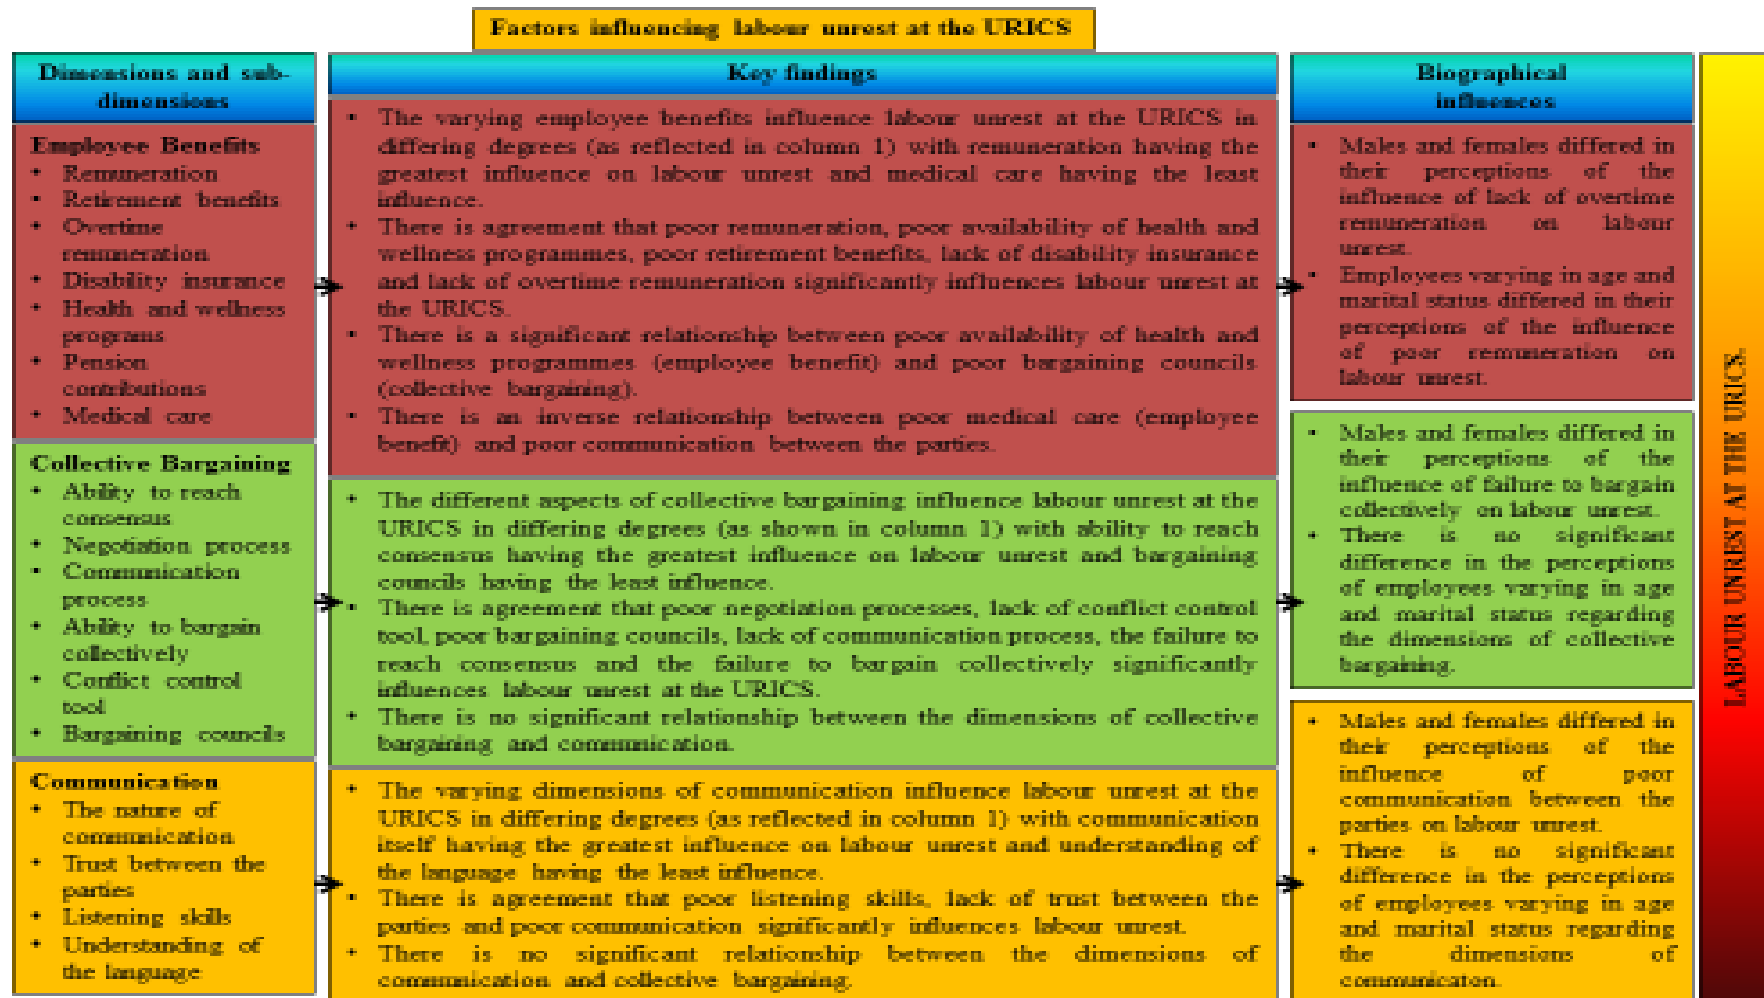 Factors influencing labour unrest at the URICS
Dimensions and sub-
dimensions
Employee Benefits
• Remuneration
• Retirement benefits
• Overtime
remuneration
• Disability insurance
• Health and wellness
programs
• Pension
contributions
• Medical care
Collective Bargaining
• Ability to reach
consensus
• Negotiation process
• Communication
process
• Ability to bargain
collectively
• Conflict control
tool
• Bargaining councils
Communication
• The nature of
communication
• Trust between the
parties
• Listening skills
• Understanding of
the language
Key findings
• The varying employee benefits influence labour unrest at the URICS in
differing degrees (as reflected in column 1) with remuneration having the
greatest influence on labour unrest and medical care having the least
influence.
• There is agreement that poor remuneration, poor availability of health and
wellness programmes, poor retirement benefits, lack of disability insurance
and lack of overtime remuneration significantly influences labour unrest at
the URICS.
• There is a significant relationship between poor availability of health and
wellness programmes (employee benefit) and poor bargaining councils
(collective bargaining).
• There is an inverse relationship between poor medical care (employee
benefit) and poor communication between the parties.
• The different aspects of collective bargaining influence labour unrest at the
URICS in differing degrees (as shown in column 1) with ability to reach
consensus having the greatest influence on labour unrest and bargaining
councils having the least influence.
• There is agreement that poor negotiation processes, lack of conflict control
tool, poor bargaining councils, lack of communication process, the failure to
reach consensus and the failure to bargain collectively significantly
influences labour unrest at the URICS.
• There is no significant relationship between the dimensions of collective
bargaining and communication.
• The varying dimensions of communication influence labour unrest at the
URICS in differing degrees (as reflected in column 1) with communication
itself having the greatest influence on labour unrest and understanding of
the language having the least influence.
• There is agreement that poor listening skills, lack of trust between the
parties and poor communication significantly influences labour unrest.
• There is no significant relationship between the dimensions of
communication and collective bargaining.
Biographical
influences
• Males and females differed in
their perceptions of the
influence of lack of overtime
remuneration on labour
unrest.
• Employees varying in age and
marital status differed in their
perceptions of the influence
of poor remuneration on
labour unrest.
• Males and females differed in
their perceptions of the
influence of failure to bargain
collectively on labour unrest.
• There is no significant
difference in the perceptions
of employees varying in age
and marital status regarding
the dimensions of collective
bargaining.
• Males and females differed in
their perceptions of the
influence of poor
communication between the
parties on labour unrest.
• There is no significant
difference in the perceptions
of employees varying in age
and marital status regarding
the dimensions of
communicaton.
LABOUR UNREST AT THE URICS.